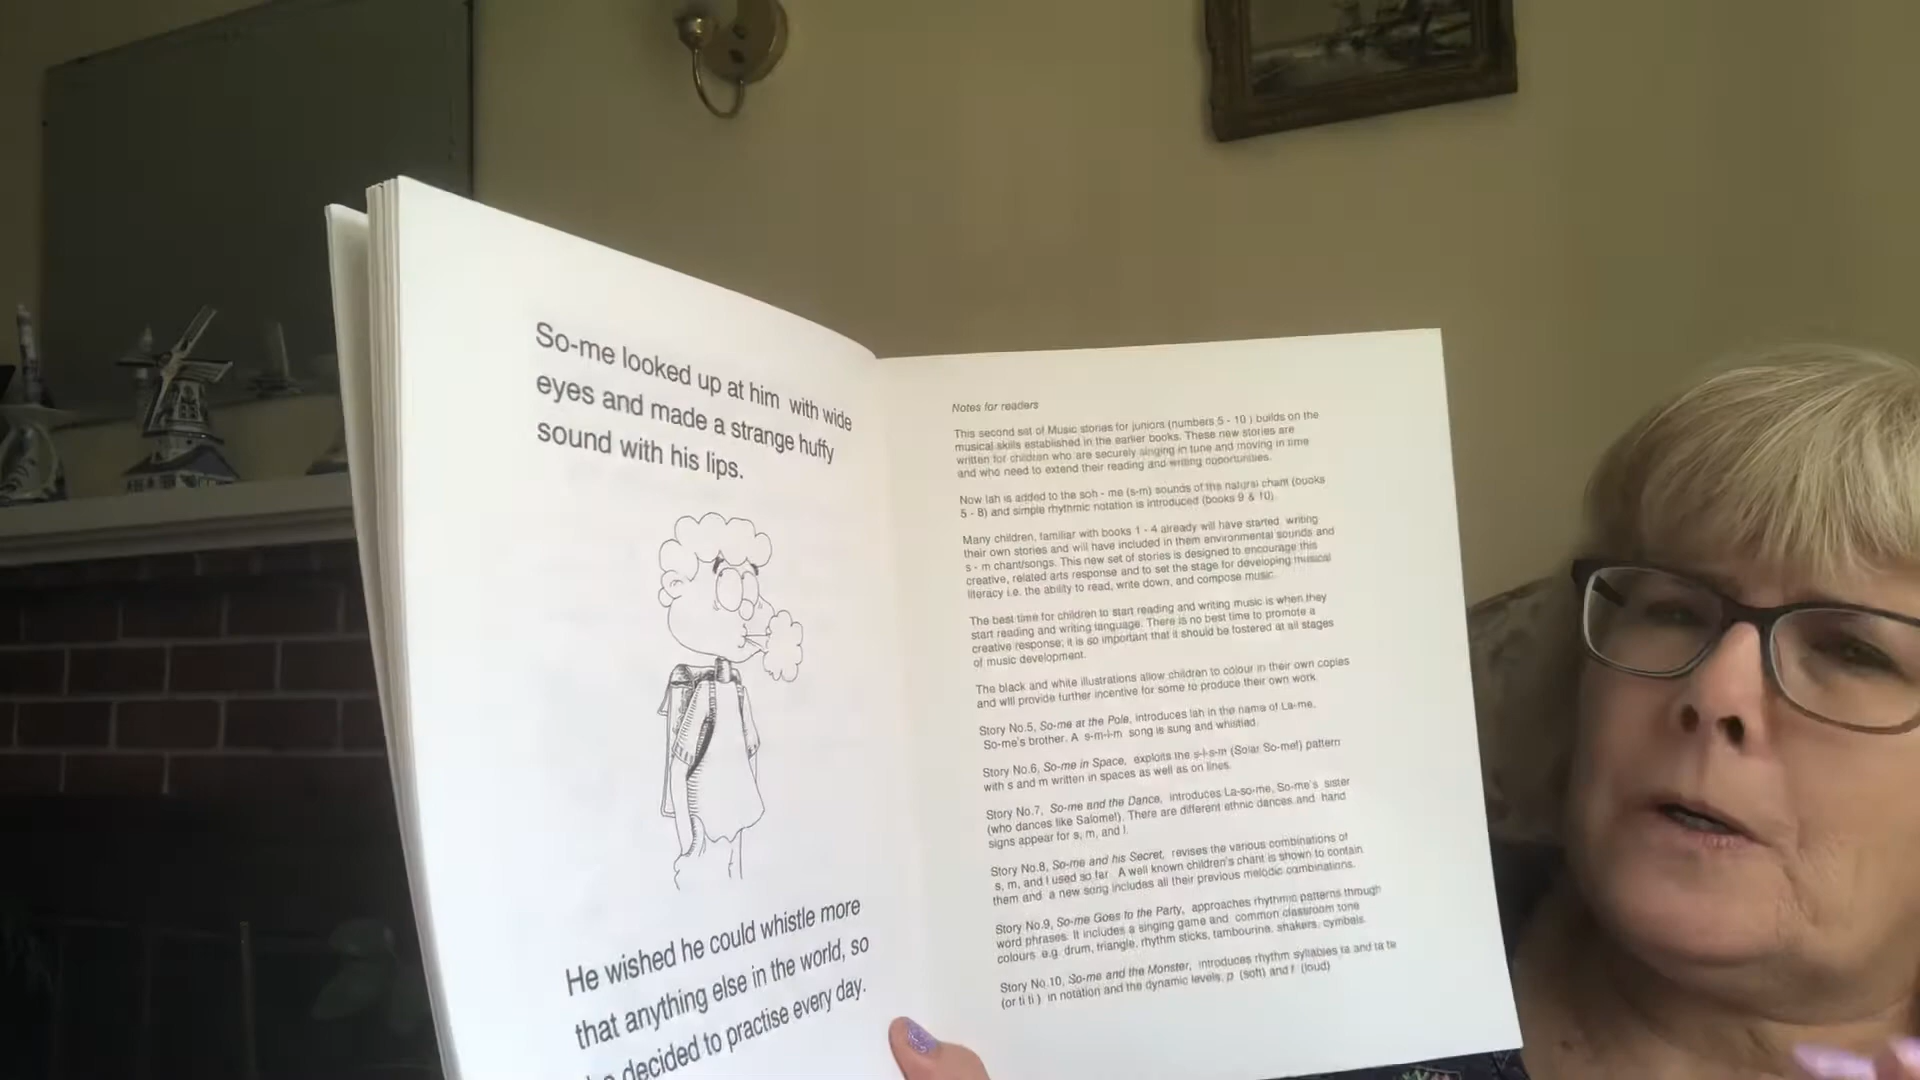 So-me looked up at him with wide
eyes and made a strange huffy
sound with his lips.
He wished he could whistle more
that anything else in the world, so
decided to practise every day.
Notes for readers
This second set of Music stories for juniors (numbers 5 - 10 ) builds on the
musical skills established in the earlier books. These new stories are
written for children who are securely singing in tune and moving in time
and who need to extend their reading and writing opportunities.
Now lah is added to the soh - me (s-m) sounds of the natural chant (books
5 - 8) and simple rhythmic notation is introduced (books 9 & 10)
Many children, familiar with books 1 - 4 already will have started writing
their own stories and will have included in them environmental sounds and
s - m chant/songs. This new set of stories is designed to encourage this
creative, related arts response and to set the stage for developing musical
literacy i.e. the ability to read, write down, and compose music.
The best time for children to start reading and writing music is when they
start reading and writing language. There is no best time to promote a
creative response; it is so important that it should be fostered at all stages
of music development.
The black and white illustrations allow children to colour in their own copies
and will provide further incentive for some to produce their own work.
Story No.5, So-me at the Pole, introduces lah in the name of La-me,
So-me's brother. A s-m-l-m song is sung and whistled.
Story No.6, So-me in Space, exploits the s-l-s-m (Solar So-me!) pattern
with s and m written in spaces as well as on lines.
Story No.7, So-me and the Dance, introduces La-so-me, So-me's sister
(who dances like Salome!). There are different ethnic dances and hand
signs appear for s, m, and l.
Story No.8, So-me and his Secret, revises the various combinations of
s, m, and l used so far. A well known children's chant is shown to contain
them and a new song includes all their previous melodic combinations.
Story No.9, So-me Goes to the Party, approaches rhythmic patterns through
word phrases. It includes a singing game and common classroom tone
colours e.g. drum, triangle, rhythm sticks, tambourine, shakers, cymbals.
Story No.10, So-me and the Monster, introduces rhythm syllables ta and ta te
(or ti ti ) in notation and the dynamic levels, p (soft) and f (loud)